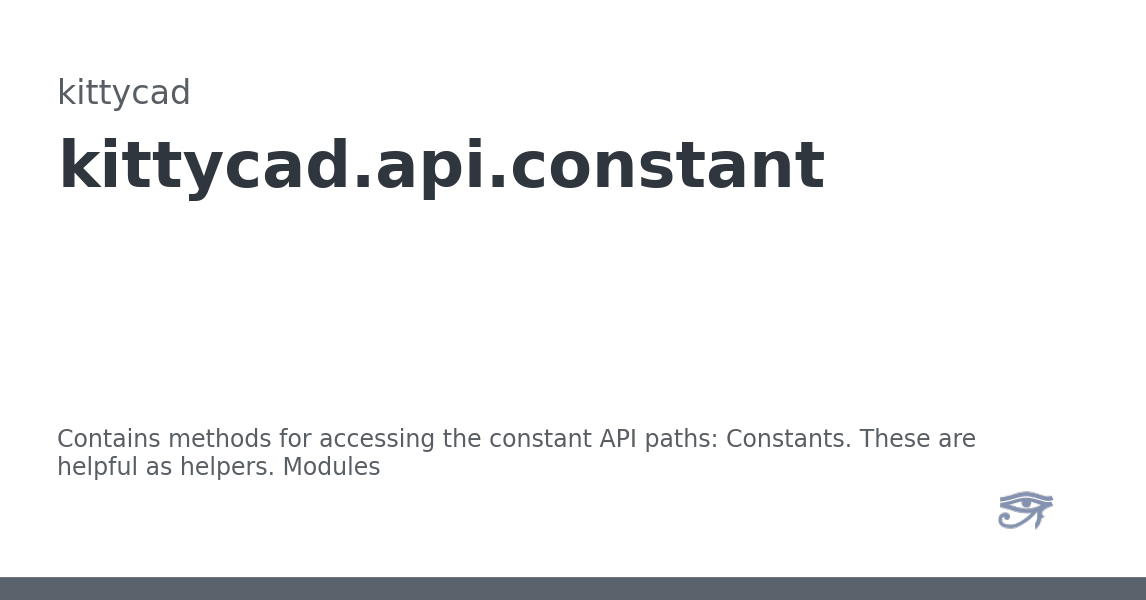 kittycad
kittycad.api.constant
Contains methods for accessing the constant API paths: Constants. These are
helpful as helpers. Modules